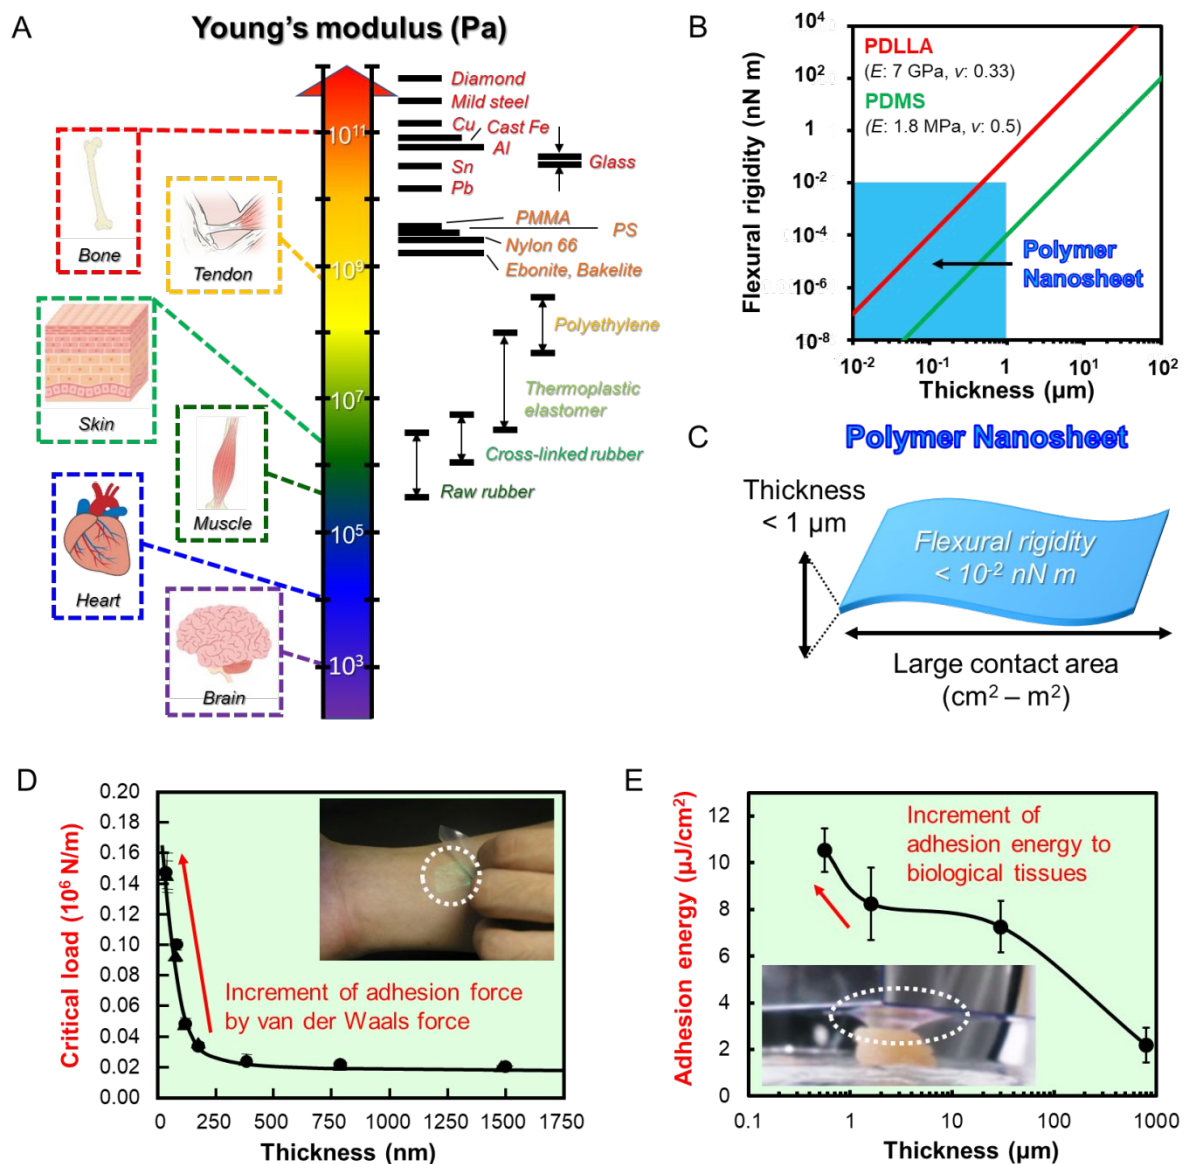 A
Young's modulus (Pa)
10¹¹
10⁹
10⁷
10⁵
10³
Bone
Tendon
Skin
Muscle
Heart
Brain
Diamond
Mild steel
Cu
Cast Fe
Al
Glass
Sn
Pb
PMMA
PS
Nylon 66
Ebonite, Bakelite
Polyethylene
Thermoplastic
elastomer
Cross-linked rubber
Raw rubber
B
Flexural rigidity (nN m)
10⁴
10²
1
10⁻²
10⁻⁴
10⁻⁶
10⁻⁸
PDLLA
(E: 7 GPa, v: 0.33)
PDMS
(E: 1.8 MPa, v: 0.5)
Polymer
Nanosheet
10⁻²
10⁻¹
1
10¹
10²
Thickness (μm)
C
Polymer Nanosheet
Thickness
< 1 μm
Flexural rigidity
< 10⁻² nN m
Large contact area
(cm² – m²)
D
Critical load (10⁶ N/m)
0.20
0.18
0.16
0.14
0.12
0.10
0.08
0.06
0.04
0.02
0.00
Increment of adhesion force
by van der Waals force
0 250 500 750 1000 1250 1500 1750
Thickness (nm)
E
Adhesion energy (μJ/cm²)
12
10
8
6
4
2
0
Increment of
adhesion energy to
biological tissues
0.1 1 10 100 1000
Thickness (μm)